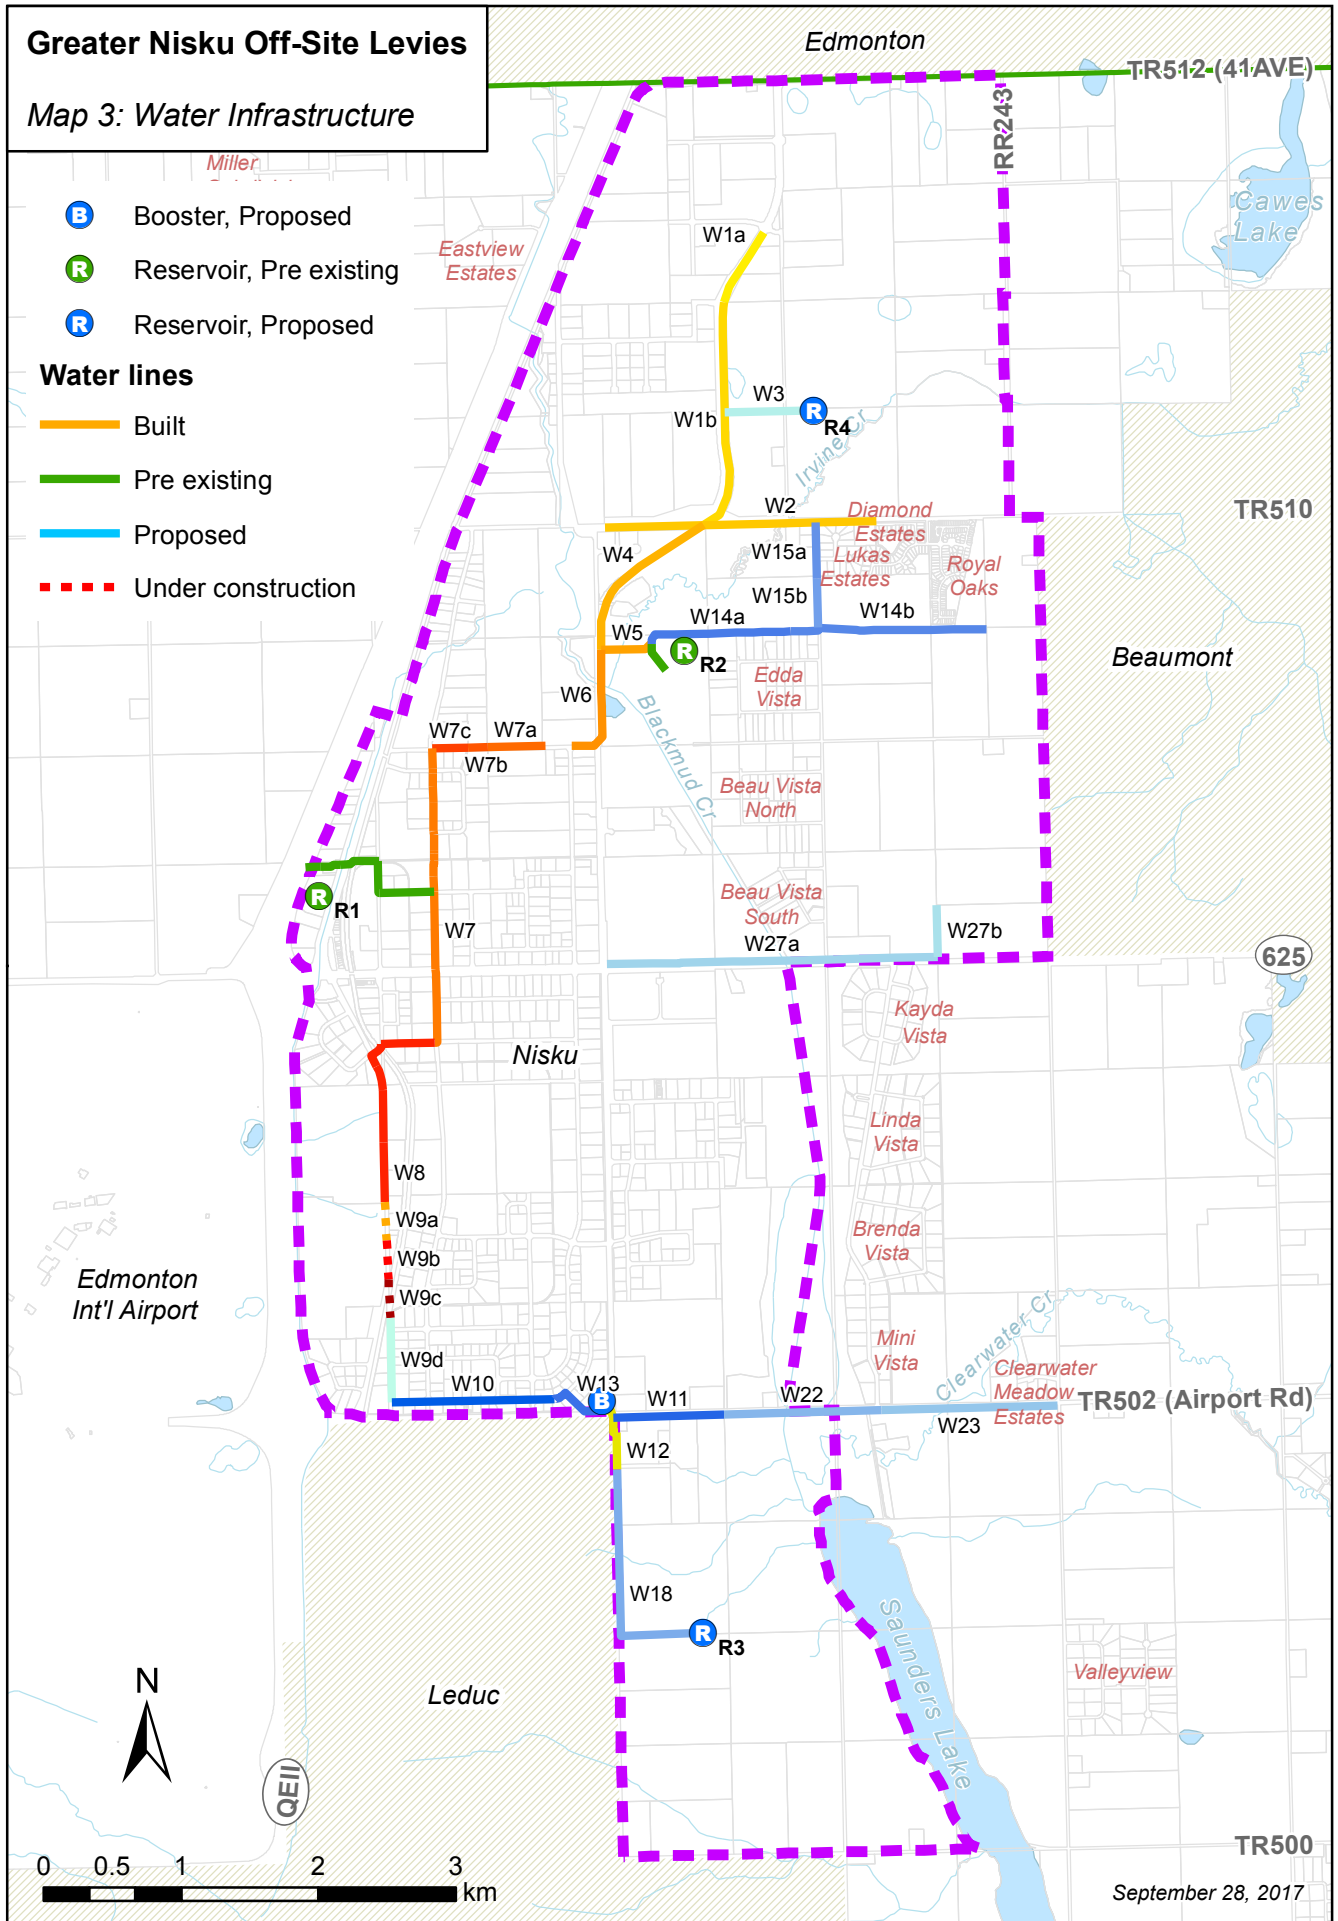 Greater Nisku Off-Site Levies
Map 3: Water Infrastructure
Edmonton
TR512 (41AVE)
RR243
Miller
B Booster, Proposed
R Reservoir, Pre existing
R Reservoir, Proposed
Water lines
Built
Pre existing
Proposed
Under construction
Eastview
Estates
Cawes
Lake
W1a
W3
R
R4
W1b
Irvine Cr
W2
Diamond
Estates
TR510
W4
W15a
Lukas
Estates
Royal
Oaks
W15b
W14a
W14b
W5
R
R2
Beaumont
Edda
Vista
W6
Blackmud Cr
W7c
W7a
W7b
Beau Vista
North
R
R1
Beau Vista
South
W7
W27a
W27b
625
Kayda
Vista
Nisku
Linda
Vista
W8
W9a
Brenda
Vista
W9b
Edmonton
Int'l Airport
W9c
Clearwater Cr
Mini
Vista
W9d
Clearwater
Meadow
Estates
W10
W13
B
W11
W22
TR502 (Airport Rd)
W23
W12
W18
R
R3
Saunders Lake
Valleyview
N
Leduc
QEII
TR500
0 0.5 1 2 3
km
September 28, 2017